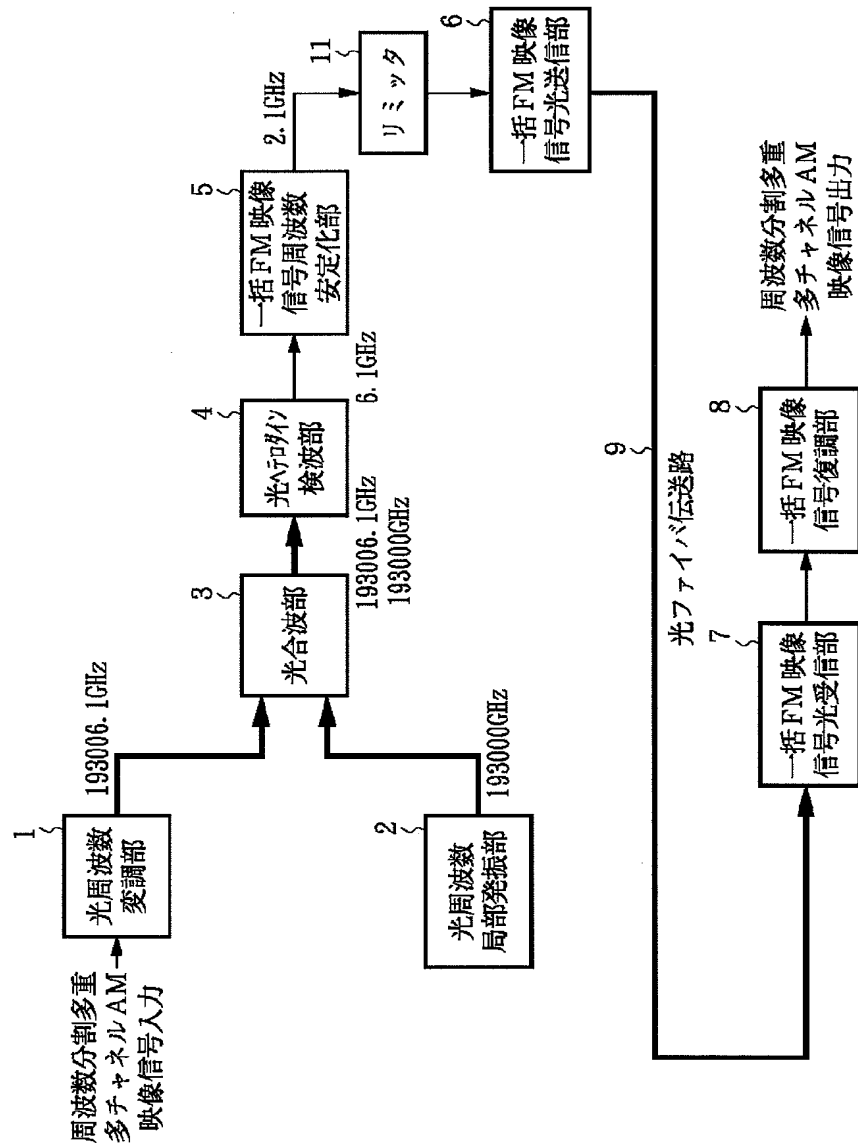 周波数分割多重
多チャネルAM
映像信号入力
1
光周波数
変調部
193006.1GHz
2
光周波数
局部発振部
193000GHz
3
光合波部
193006.1GHz
193000GHz
4
光ヘテロダイン
検波部
6.1GHz
5
一括FM映像
信号周波数
安定化部
2.1GHz
11
リミッタ
6
一括FM映像
信号光送信部
9
光ファイバ伝送路
7
一括FM映像
信号光受信部
8
一括FM映像
信号復調部
周波数分割多重
多チャネルAM
映像信号出力